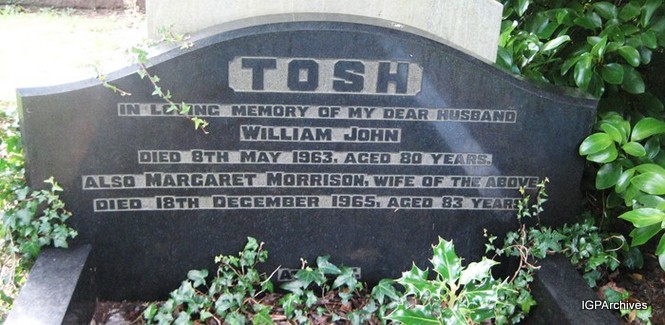 TOSH
IN LOVING MEMORY OF MY DEAR HUSBAND
WILLIAM JOHN
DIED 8TH MAY 1963, AGED 80 YEARS.
ALSO MARGARET MORRISON, WIFE OF THE ABOVE
DIED 18TH DECEMBER 1965, AGED 83 YEARS
IGPArchives